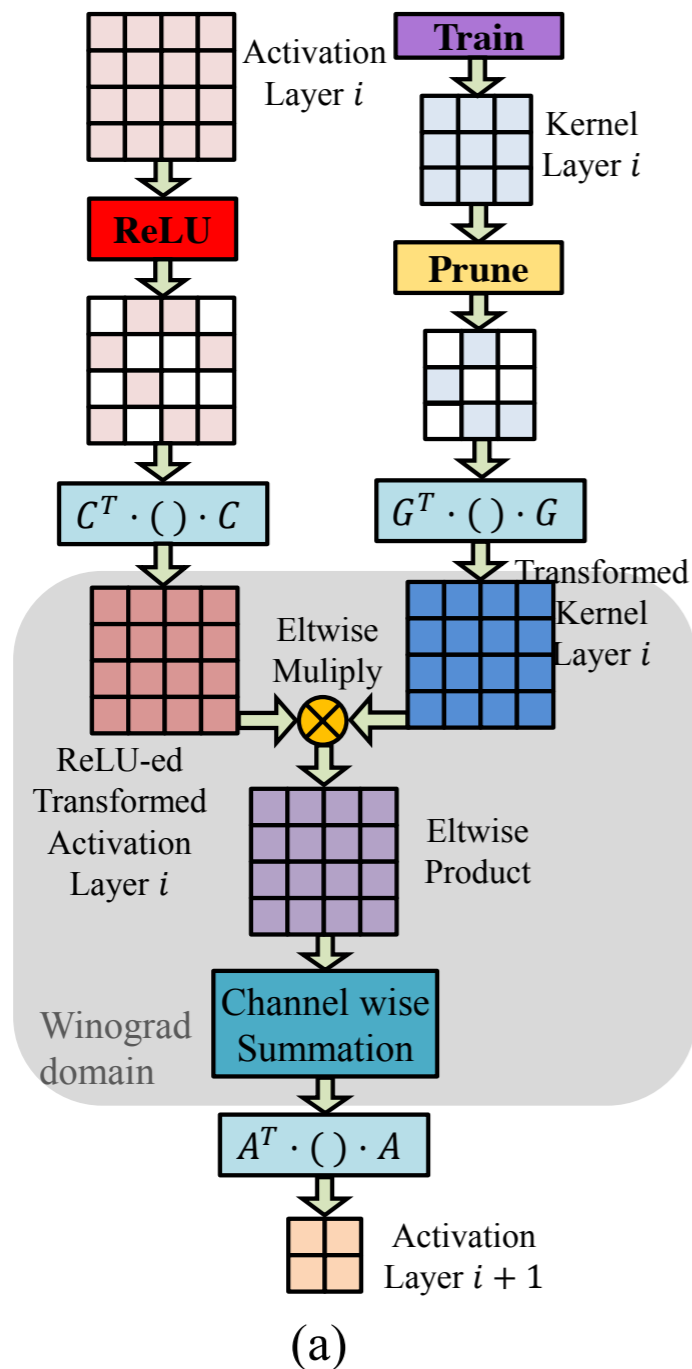 Activation
Layer i
Train
Kernel
Layer i
ReLU
Prune
C^T · ( ) · C
G^T · ( ) · G
Transformed
Kernel
Layer i
Eltwise
Muliply
ReLU-ed
Transformed
Activation
Layer i
Eltwise
Product
Channel wise
Summation
Winograd
domain
A^T · ( ) · A
Activation
Layer i + 1
(a)